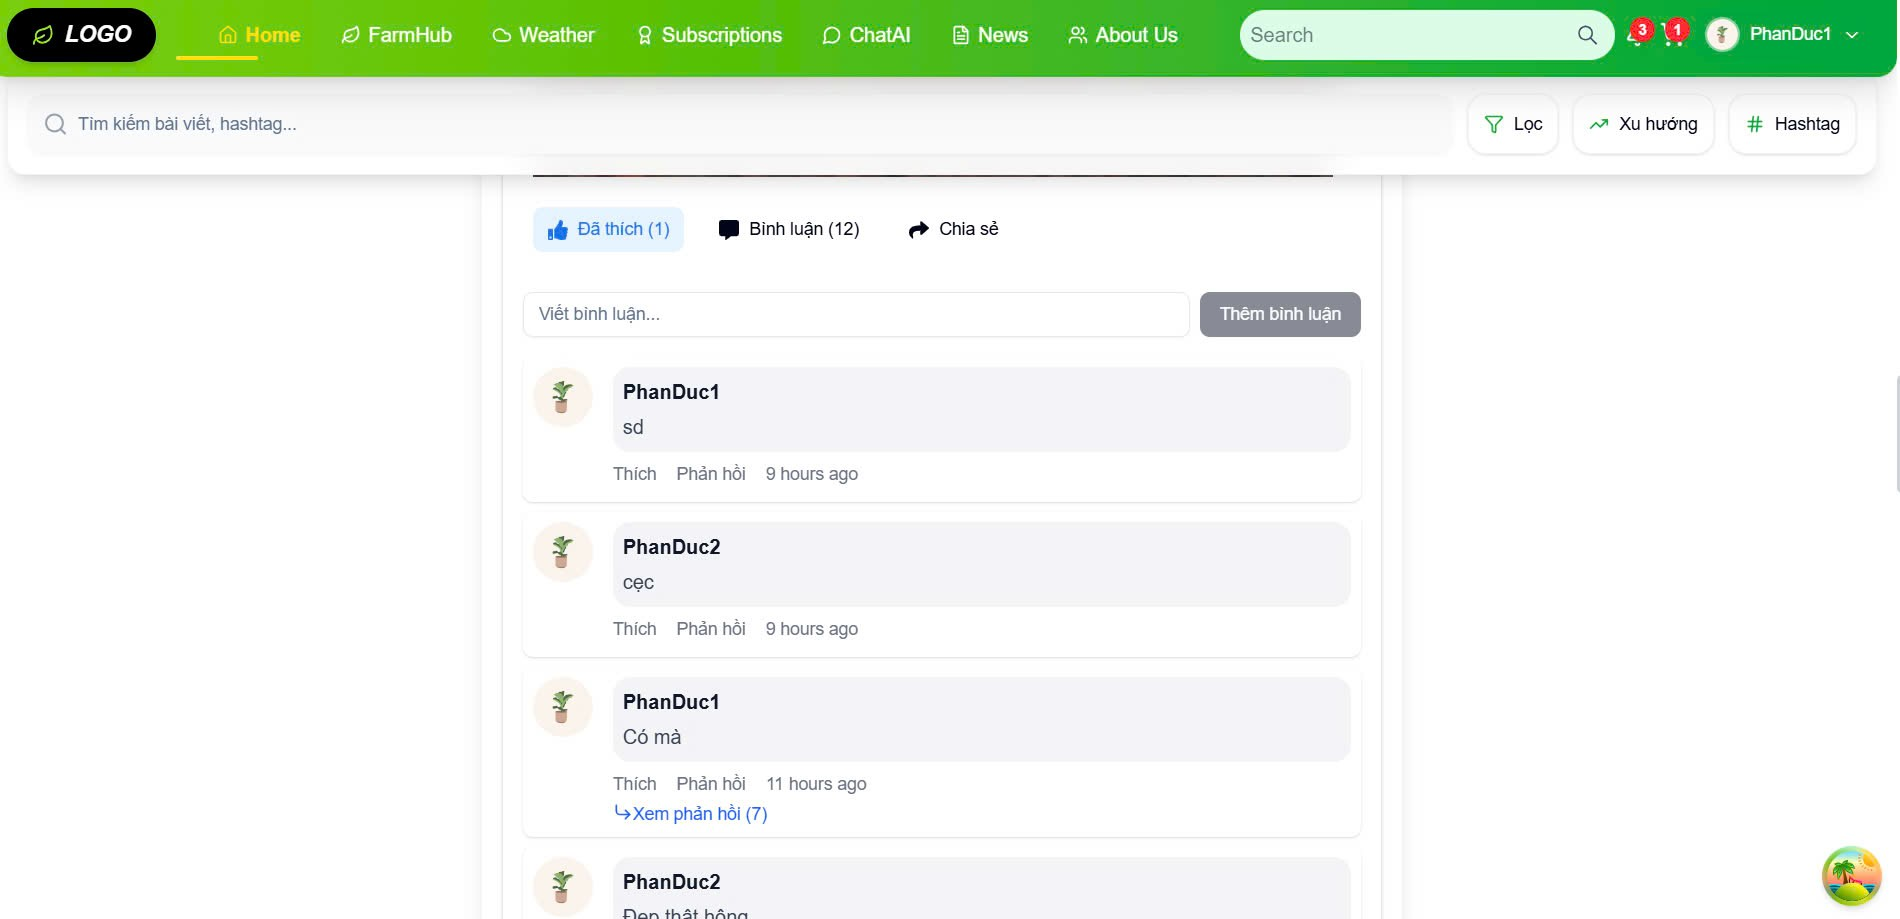 LOGO Home FarmHub Weather Subscriptions ChatAI News About Us Search 3 1 PhanDuc1
Tìm kiếm bài viết, hashtag... Lọc Xu hướng Hashtag
Đã thích (1) Bình luận (12) Chia sẻ
Viết bình luận... Thêm bình luận
PhanDuc1
sd
Thích Phản hồi 9 hours ago
PhanDuc2
cẹc
Thích Phản hồi 9 hours ago
PhanDuc1
Có mà
Thích Phản hồi 11 hours ago
Xem phản hồi (7)
PhanDuc2